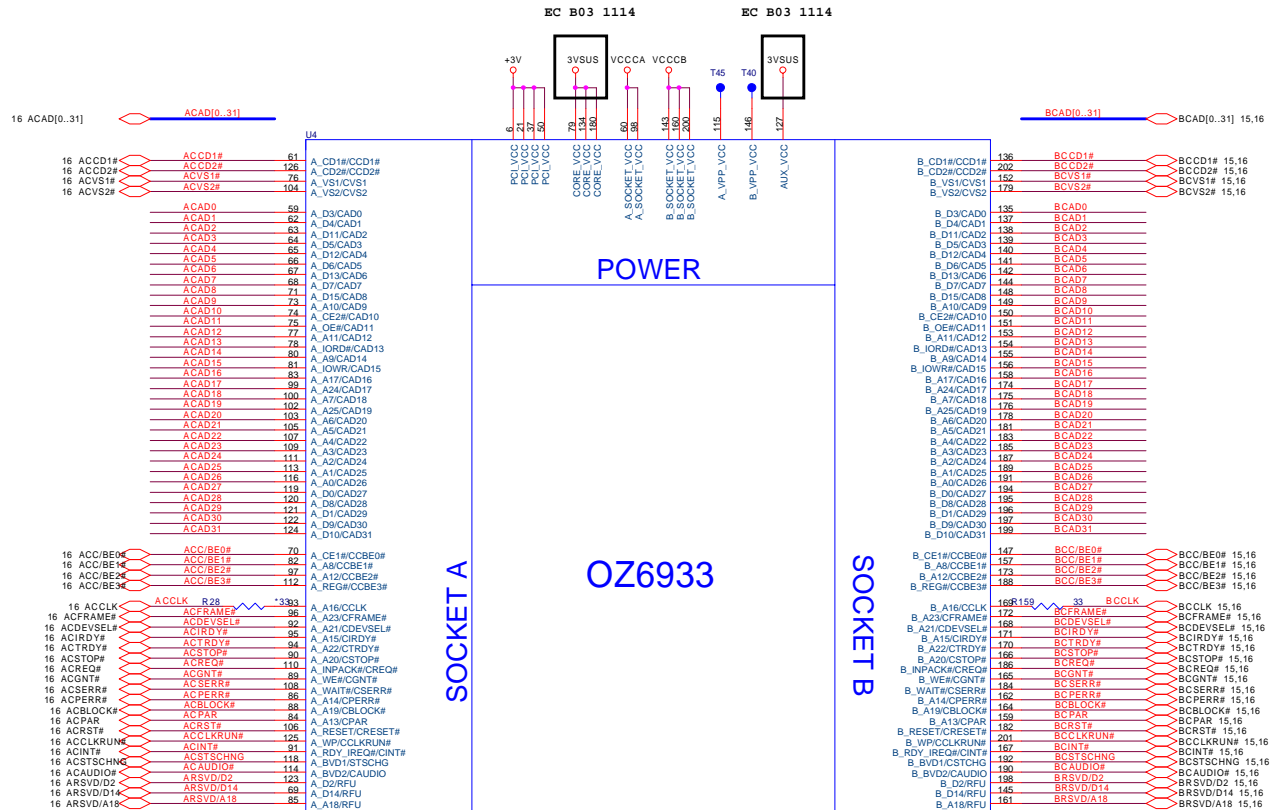 EC B03 1114 EC B03 1114
+3V 3VSUS VCCCA VCCCB T45 T40 3VSUS
16 ACAD[0..31] ACAD[0..31] BCAD[0..31] BCAD[0..31] 15,16
6 21 37 50 79 134 180 60 98 143 160 200 115 146 127
U4
PCI_VCC PCI_VCC PCI_VCC PCI_VCC CORE_VCC CORE_VCC CORE_VCC A_SOCKET_VCC A_SOCKET_VCC B_SOCKET_VCC B_SOCKET_VCC B_SOCKET_VCC A_VPP_VCC B_VPP_VCC AUX_VCC
16 ACCD1# ACCD1# 61 A_CD1#/CCD1# B_CD1#/CCD1# 136 BCCD1# BCCD1# 15,16
16 ACCD2# ACCD2# 126 A_CD2#/CCD2# B_CD2#/CCD2# 202 BCCD2# BCCD2# 15,16
16 ACVS1# ACVS1# 76 A_VS1/CVS1 B_VS1/CVS1 152 BCVS1# BCVS1# 15,16
16 ACVS2# ACVS2# 104 A_VS2/CVS2 B_VS2/CVS2 179 BCVS2# BCVS2# 15,16
ACAD0 59 A_D3/CAD0 B_D3/CAD0 135 BCAD0
ACAD1 62 A_D4/CAD1 B_D4/CAD1 137 BCAD1
ACAD2 63 A_D11/CAD2 B_D11/CAD2 138 BCAD2
ACAD3 64 A_D5/CAD3 B_D5/CAD3 139 BCAD3
ACAD4 65 A_D12/CAD4 B_D12/CAD4 140 BCAD4
ACAD5 66 A_D6/CAD5 B_D6/CAD5 141 BCAD5
ACAD6 67 A_D13/CAD6 B_D13/CAD6 142 BCAD6
ACAD7 68 A_D7/CAD7 B_D7/CAD7 144 BCAD7
POWER
ACAD8 71 A_D15/CAD8 B_D15/CAD8 148 BCAD8
ACAD9 73 A_A10/CAD9 B_A10/CAD9 149 BCAD9
ACAD10 74 A_CE2#/CAD10 B_CE2#/CAD10 150 BCAD10
ACAD11 75 A_OE#/CAD11 B_OE#/CAD11 151 BCAD11
ACAD12 77 A_A11/CAD12 B_A11/CAD12 153 BCAD12
ACAD13 78 A_IORD#/CAD13 B_IORD#/CAD13 154 BCAD13
ACAD14 80 A_A9/CAD14 B_A9/CAD14 155 BCAD14
ACAD15 81 A_IOWR/CAD15 B_IOWR#/CAD15 156 BCAD15
ACAD16 83 A_A17/CAD16 B_A17/CAD16 158 BCAD16
ACAD17 99 A_A24/CAD17 B_A24/CAD17 174 BCAD17
ACAD18 100 A_A7/CAD18 B_A7/CAD18 175 BCAD18
ACAD19 102 A_A25/CAD19 B_A25/CAD19 176 BCAD19
ACAD20 103 A_A6/CAD20 B_A6/CAD20 178 BCAD20
ACAD21 105 A_A5/CAD21 B_A5/CAD21 181 BCAD21
ACAD22 107 A_A4/CAD22 B_A4/CAD22 183 BCAD22
ACAD23 109 A_A3/CAD23 B_A3/CAD23 185 BCAD23
ACAD24 111 A_A2/CAD24 B_A2/CAD24 187 BCAD24
ACAD25 113 A_A1/CAD25 B_A1/CAD25 189 BCAD25
ACAD26 116 A_A0/CAD26 B_A0/CAD26 191 BCAD26
ACAD27 119 A_D0/CAD27 B_D0/CAD27 194 BCAD27
ACAD28 120 A_D8/CAD28 B_D8/CAD28 195 BCAD28
ACAD29 121 A_D1/CAD29 B_D1/CAD29 196 BCAD29
ACAD30 122 A_D9/CAD30 B_D9/CAD30 197 BCAD30
ACAD31 124 A_D10/CAD31 B_D10/CAD31 199 BCAD31
16 ACC/BE0# ACC/BE0# 70 A_CE1#/CCBE0# B_CE1#/CCBE0# 147 BCC/BE0# BCC/BE0# 15,16
16 ACC/BE1# ACC/BE1# 82 A_A8/CCBE1# B_A8/CCBE1# 157 BCC/BE1# BCC/BE1# 15,16
16 ACC/BE2# ACC/BE2# 97 A_A12/CCBE2# B_A12/CCBE2# 173 BCC/BE2# BCC/BE2# 15,16
16 ACC/BE3# ACC/BE3# 112 A_REG#/CCBE3# B_REG#/CCBE3# 188 BCC/BE3# BCC/BE3# 15,16
SOCKET A OZ6933 SOCKET B
16 ACCLK ACCLK R28 *33 93 A_A16/CCLK B_A16/CCLK 169 R159 33 BCCLK BCCLK 15,16
16 ACFRAME# ACFRAME# 96 A_A23/CFRAME# B_A23/CFRAME# 172 BCFRAME# BCFRAME# 15,16
16 ACDEVSEL# ACDEVSEL# 92 A_A21/CDEVSEL# B_A21/CDEVSEL# 168 BCDEVSEL# BCDEVSEL# 15,16
16 ACIRDY# ACIRDY# 95 A_A15/CIRDY# B_A15/CIRDY# 171 BCIRDY# BCIRDY# 15,16
16 ACTRDY# ACTRDY# 94 A_A22/CTRDY# B_A22/CTRDY# 170 BCTRDY# BCTRDY# 15,16
16 ACSTOP# ACSTOP# 90 A_A20/CSTOP# B_A20/CSTOP# 166 BCSTOP# BCSTOP# 15,16
16 ACREQ# ACREQ# 110 A_INPACK#/CREQ# B_INPACK#/CREQ# 186 BCREQ# BCREQ# 15,16
16 ACGNT# ACGNT# 89 A_WE#/CGNT# B_WE#/CGNT# 165 BCGNT# BCGNT# 15,16
16 ACSERR# ACSERR# 108 A_WAIT#/CSERR# B_WAIT#/CSERR# 184 BCSERR# BCSERR# 15,16
16 ACPERR# ACPERR# 86 A_A14/CPERR# B_A14/CPERR# 162 BCPERR# BCPERR# 15,16
16 ACBLOCK# ACBLOCK# 88 A_A19/CBLOCK# B_A19/CBLOCK# 164 BCBLOCK# BCBLOCK# 15,16
16 ACPAR ACPAR 84 A_A13/CPAR B_A13/CPAR 159 BCPAR BCPAR 15,16
16 ACRST# ACRST# 106 A_RESET/CRESET# B_RESET/CRESET# 182 BCRST# BCRST# 15,16
16 ACCLKRUN# ACCLKRUN# 125 A_WP/CCLKRUN# B_WP/CCLKRUN# 201 BCCLKRUN# BCCLKRUN# 15,16
16 ACINT# ACINT# 91 A_RDY_IREQ#/CINT# B_RDY_IREQ#/CINT# 167 BCINT# BCINT# 15,16
16 ACSTSCHNG ACSTSCHNG 118 A_BVD1/STSCHG B_BVD1/CSTCHG 192 BCSTSCHNG BCSTSCHNG 15,16
16 ACAUDIO# ACAUDIO# 114 A_BVD2/CAUDIO B_BVD2/CAUDIO 190 BCAUDIO# BCAUDIO# 15,16
16 ARSVD/D2 ARSVD/D2 123 A_D2/RFU B_D2/RFU 198 BRSVD/D2 BRSVD/D2 15,16
16 ARSVD/D14 ARSVD/D14 69 A_D14/RFU B_D14/RFU 145 BRSVD/D14 BRSVD/D14 15,16
16 ARSVD/A18 ARSVD/A18 85 A_A18/RFU B_A18/RFU 161 BRSVD/A18 BRSVD/A18 15,16